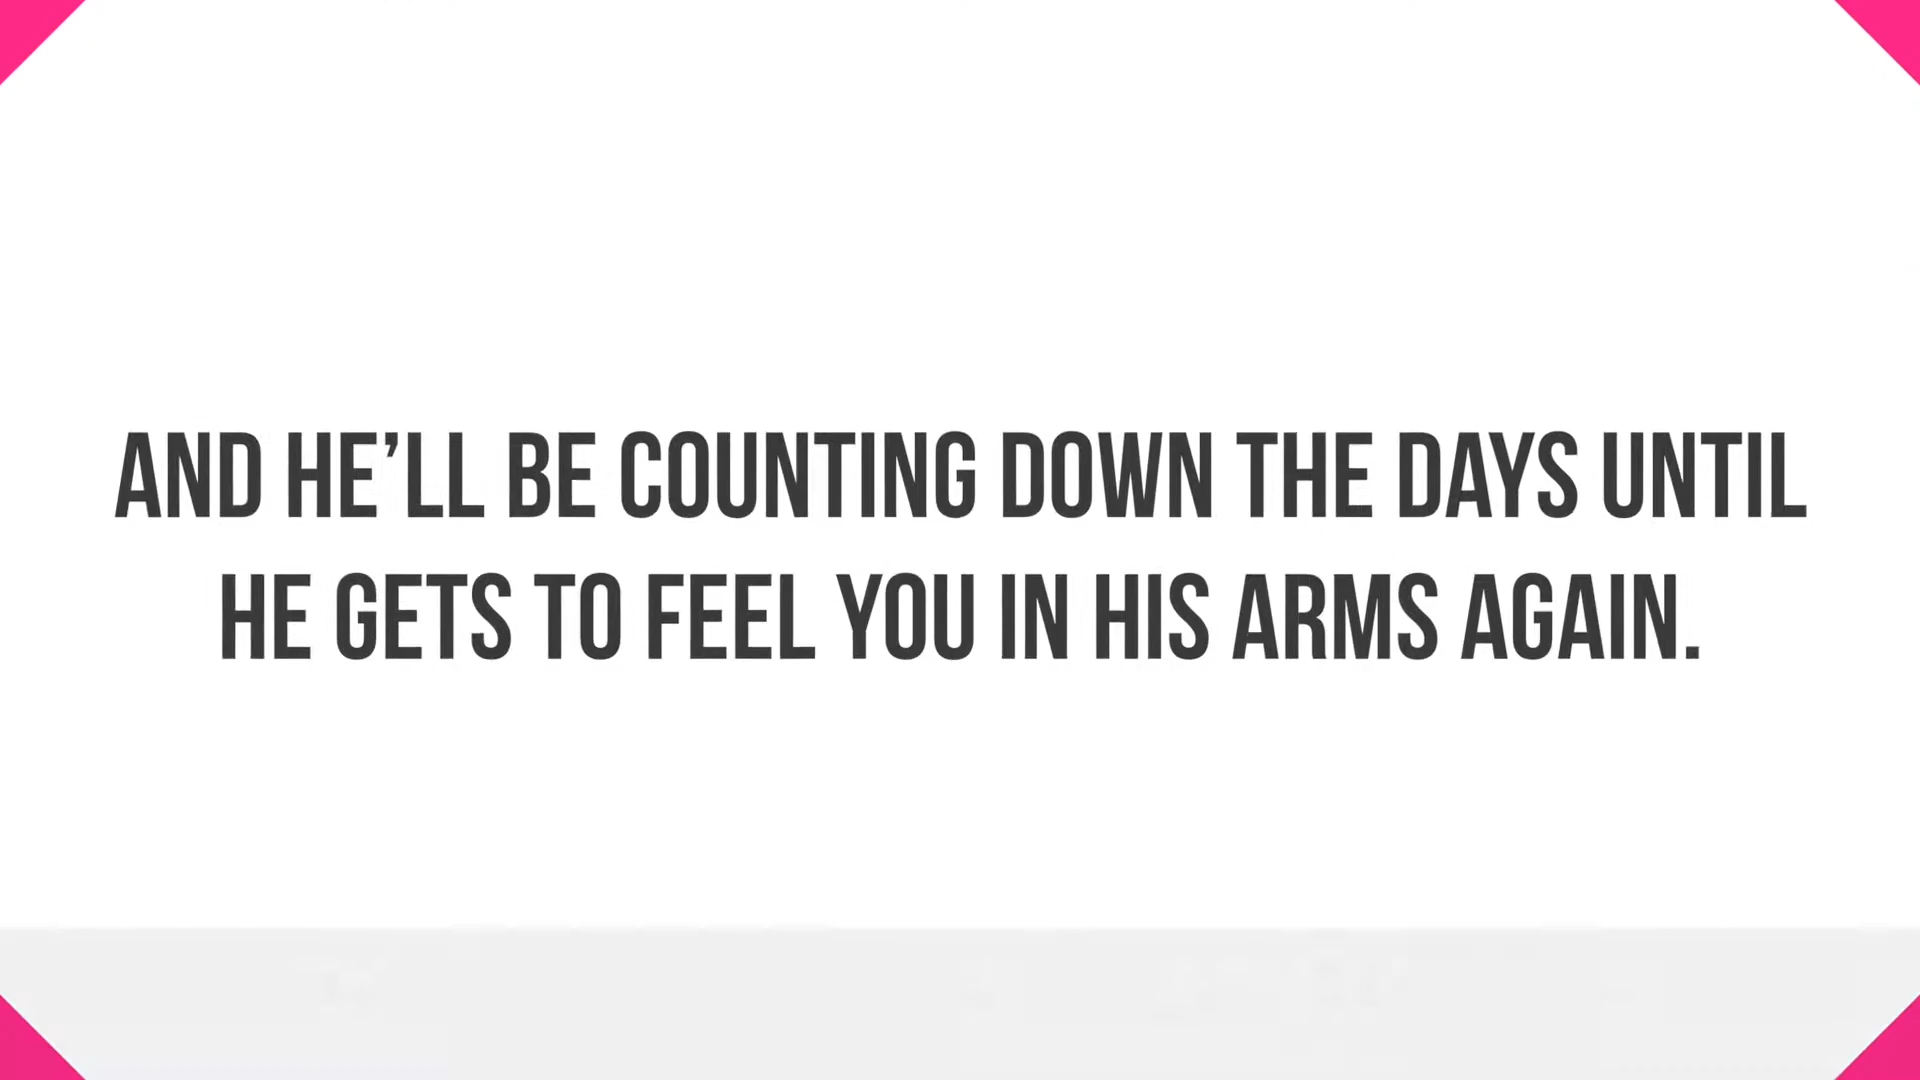 AND HE’LL BE COUNTING DOWN THE DAYS UNTIL
HE GETS TO FEEL YOU IN HIS ARMS AGAIN.